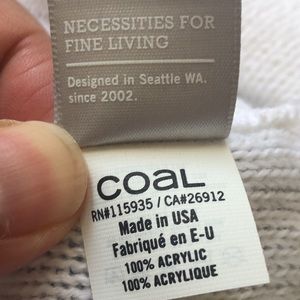 NECESSITIES FOR
FINE LIVING
Designed in Seattle WA.
since 2002.
coaL
RN#115935 / CA#26912
Made in USA
Fabriqué en E-U
100% ACRYLIC
100% ACRYLIQUE